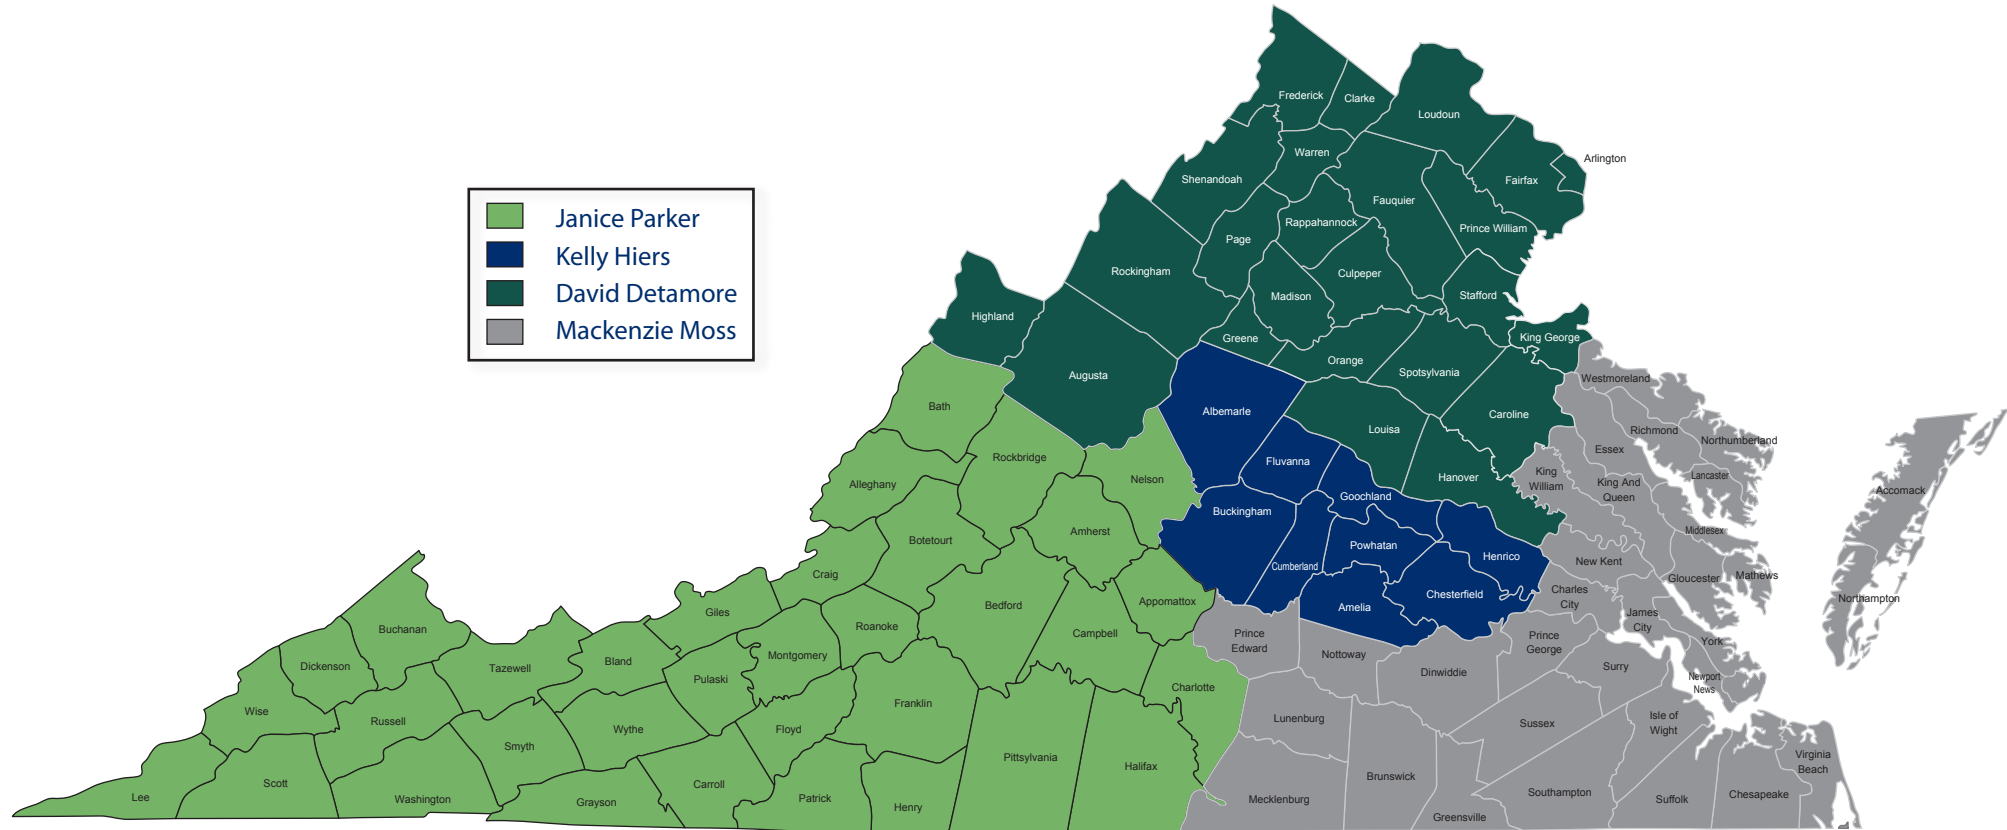 Janice Parker
Kelly Hiers
David Detamore
Mackenzie Moss
Frederick
Clarke
Loudoun
Warren
Arlington
Shenandoah
Fairfax
Fauquier
Rappahannock
Prince William
Page
Rockingham
Culpeper
Madison
Stafford
Highland
Greene
King George
Orange
Augusta
Spotsylvania
Westmoreland
Bath
Albemarle
Caroline
Louisa
Richmond
Northumberland
Essex
Rockbridge
Fluvanna
Nelson
Hanover
King
William
King And
Queen
Lancaster
Accomack
Alleghany
Goochland
Buckingham
Amherst
Middlesex
Botetourt
Powhatan
Henrico
Cumberland
New Kent
Craig
Gloucester
Mathews
Charles
City
Chesterfield
Northampton
Appomattox
Bedford
Amelia
Giles
James
City
Roanoke
Buchanan
Campbell
Prince
Edward
Prince
George
York
Nottoway
Montgomery
Bland
Dickenson
Tazewell
Surry
Dinwiddie
Pulaski
Newport
News
Charlotte
Franklin
Wise
Russell
Lunenburg
Isle of
Wight
Sussex
Floyd
Wythe
Smyth
Virginia
Beach
Pittsylvania
Halifax
Brunswick
Scott
Carroll
Lee
Washington
Grayson
Patrick
Henry
Mecklenburg
Southampton
Suffolk
Chesapeake
Greensville